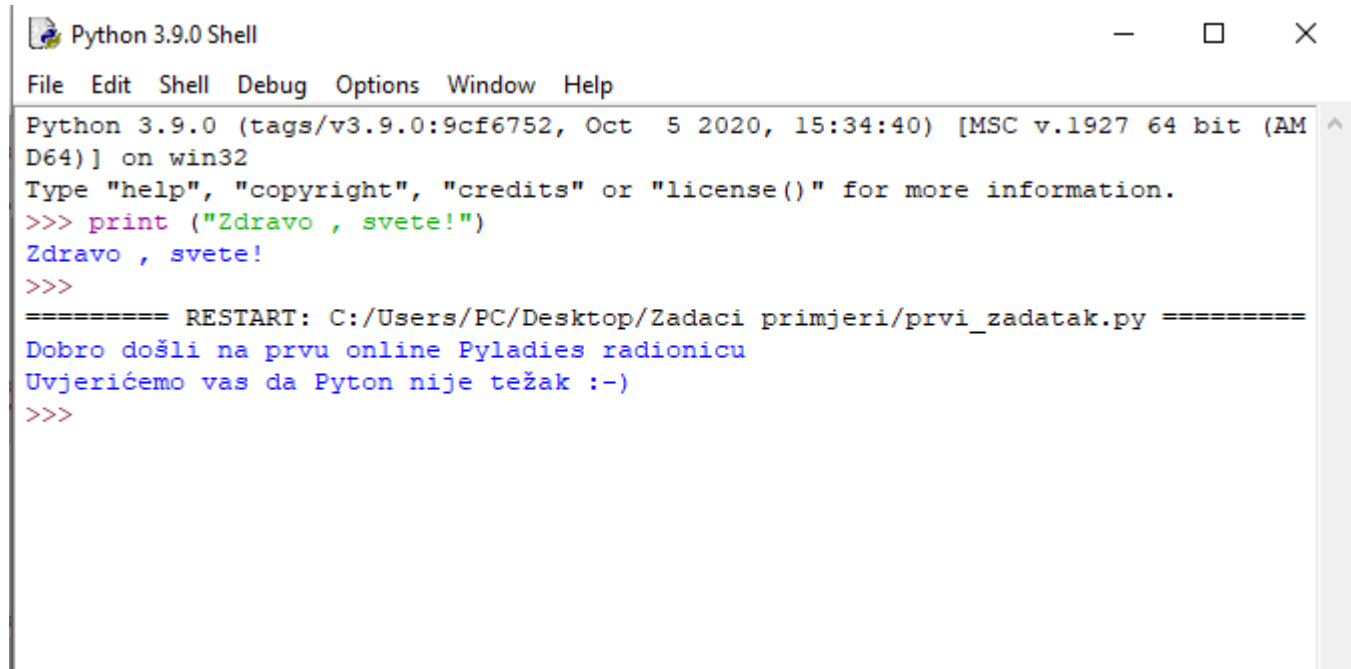 Python 3.9.0 Shell
File Edit Shell Debug Options Window Help
Python 3.9.0 (tags/v3.9.0:9cf6752, Oct  5 2020, 15:34:40) [MSC v.1927 64 bit (AM
D64)] on win32
Type "help", "copyright", "credits" or "license()" for more information.
>>> print ("Zdravo , svete!")
Zdravo , svete!
>>>
========= RESTART: C:/Users/PC/Desktop/Zadaci primjeri/prvi_zadatak.py =========
Dobro došli na prvu online Pyladies radionicu
Uvjerićemo vas da Pyton nije težak :-)
>>>